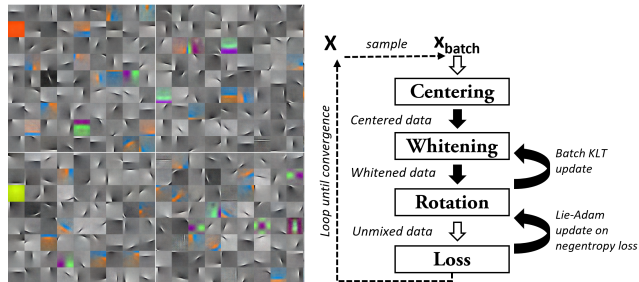 X
sample
x_batch
Centering
Centered data
Whitening
Batch KLT
update
Whitened data
Rotation
Lie-Adam
update on
negentropy loss
Unmixed data
Loss
Loop until convergence